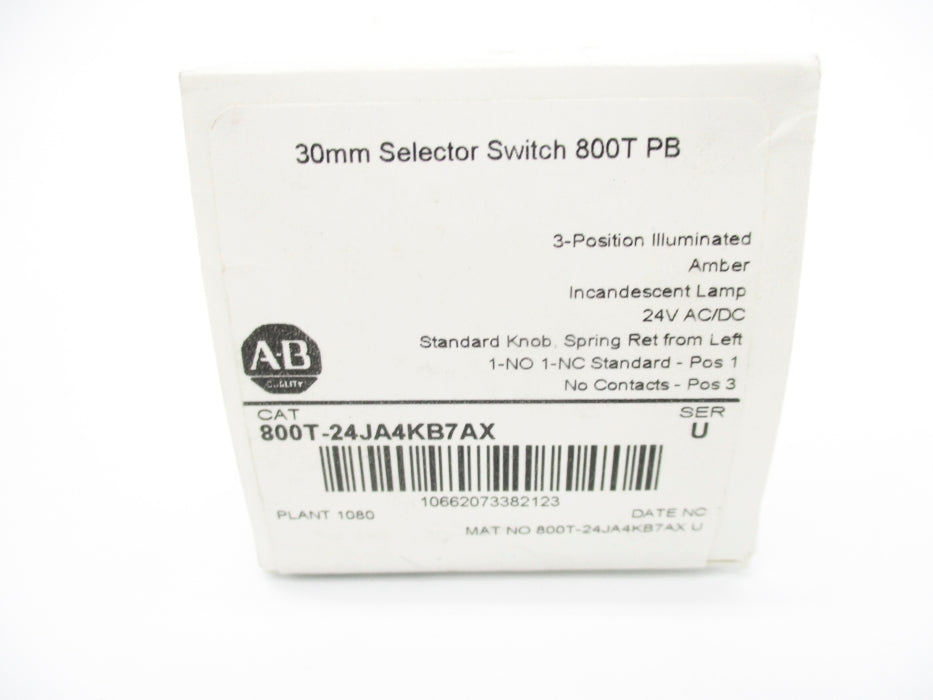 30mm Selector Switch 800T PB
3-Position Illuminated
Amber
Incandescent Lamp
24V AC/DC
Standard Knob, Spring Ret from Left
1-NO 1-NC Standard - Pos 1
No Contacts - Pos 3
A-B
QUALITY
CAT
SER
800T-24JA4KB7AX
U
10662073382123
PLANT 1080
DATE NC
MAT NO 800T-24JA4KB7AX U